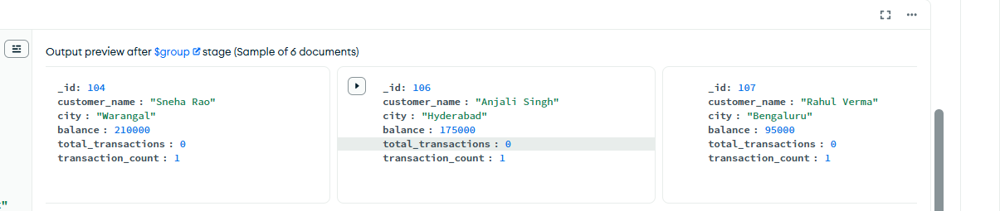 Output preview after $group stage (Sample of 6 documents)
_id: 104
customer_name : "Sneha Rao"
city : "Warangal"
balance : 210000
total_transactions : 0
transaction_count : 1
_id: 106
customer_name : "Anjali Singh"
city : "Hyderabad"
balance : 175000
total_transactions : 0
transaction_count : 1
_id: 107
customer_name : "Rahul Verma"
city : "Bengaluru"
balance : 95000
total_transactions : 0
transaction_count : 1
"